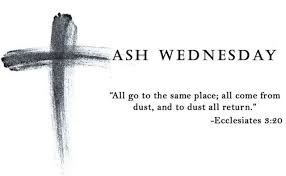 ASH WEDNESDAY
"All go to the same place; all come from
dust, and to dust all return."
-Ecclesiates 3:20